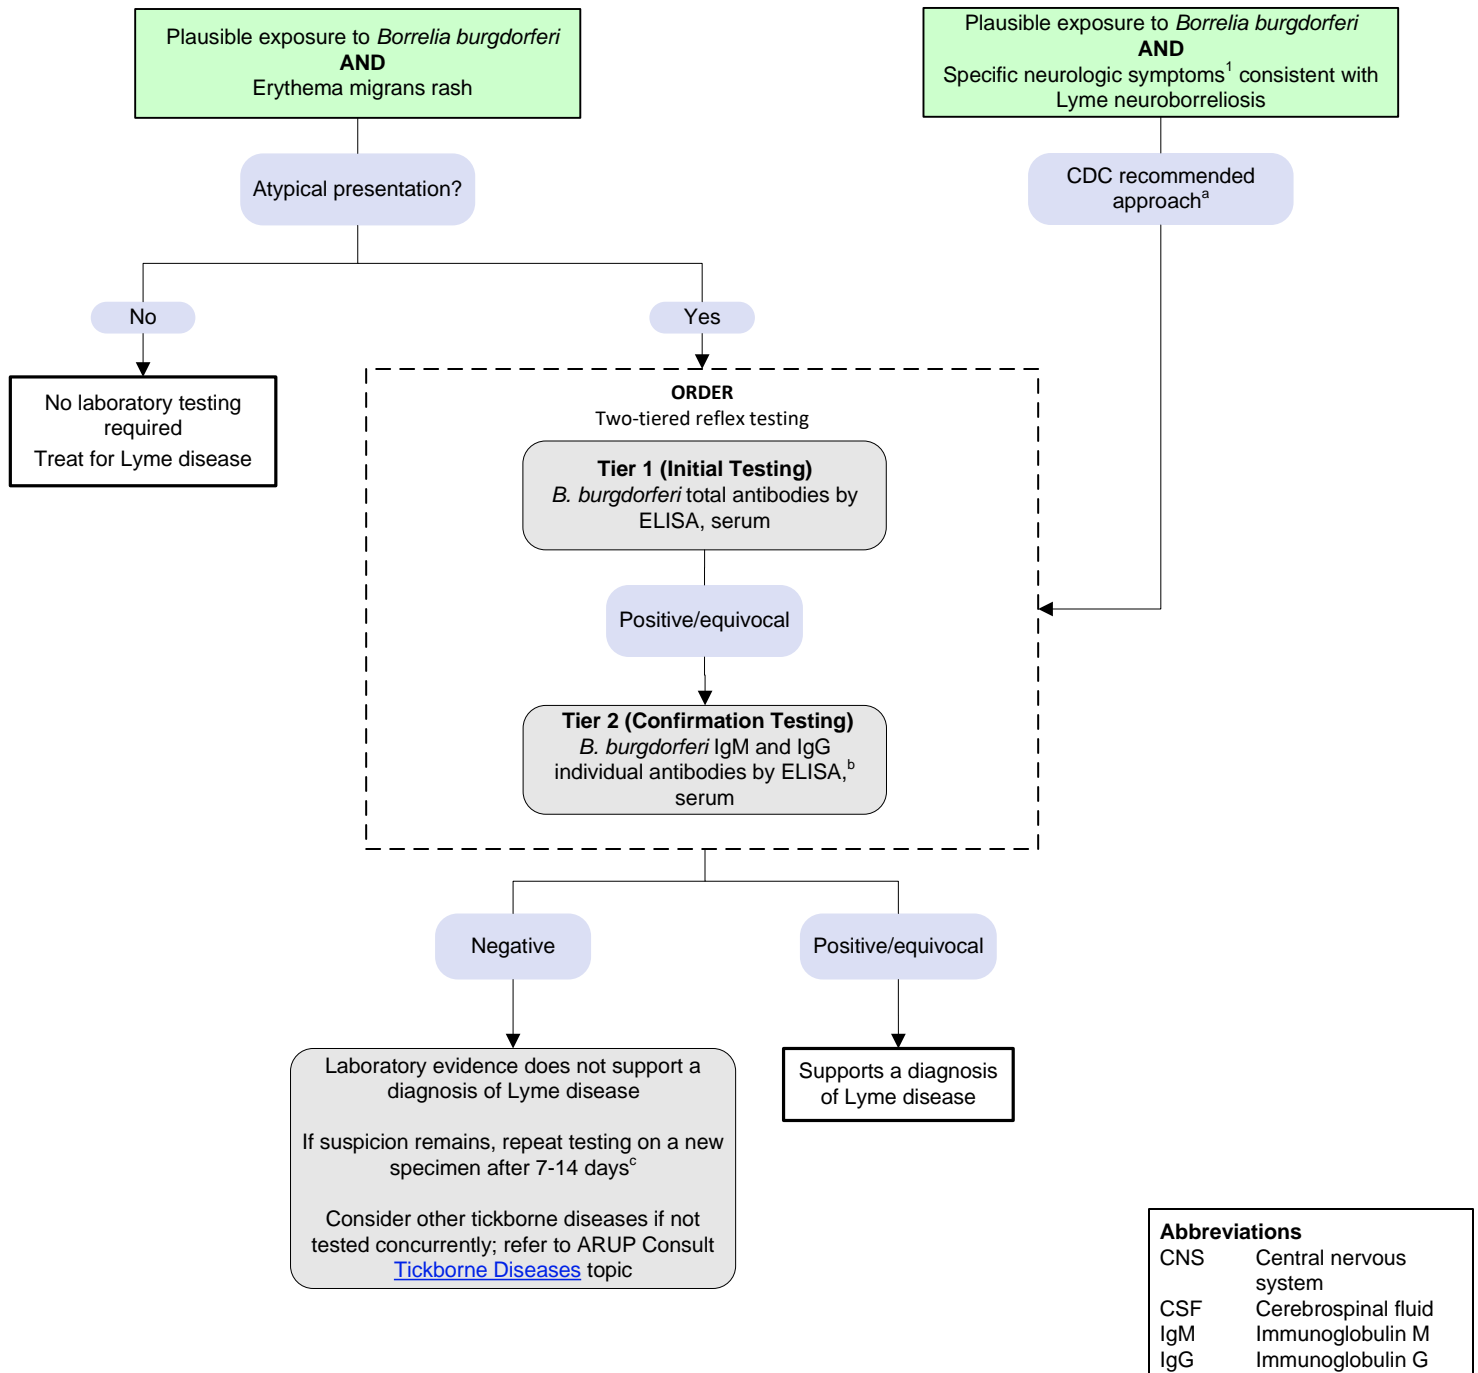 Plausible exposure to Borrelia burgdorferi
AND
Erythema migrans rash
Plausible exposure to Borrelia burgdorferi
AND
Specific neurologic symptoms1 consistent with
Lyme neuroborreliosis
Atypical presentation?
CDC recommended
approacha
No
Yes
No laboratory testing
required
Treat for Lyme disease
ORDER
Two-tiered reflex testing
Tier 1 (Initial Testing)
B. burgdorferi total antibodies by
ELISA, serum
Positive/equivocal
Tier 2 (Confirmation Testing)
B. burgdorferi IgM and IgG
individual antibodies by ELISA,b
serum
Negative
Positive/equivocal
Laboratory evidence does not support a
diagnosis of Lyme disease
If suspicion remains, repeat testing on a new
specimen after 7-14 daysc
Consider other tickborne diseases if not
tested concurrently; refer to ARUP Consult
Tickborne Diseases topic
Supports a diagnosis
of Lyme disease
Abbreviations
CNS Central nervous
system
CSF Cerebrospinal fluid
IgM Immunoglobulin M
IgG Immunoglobulin G